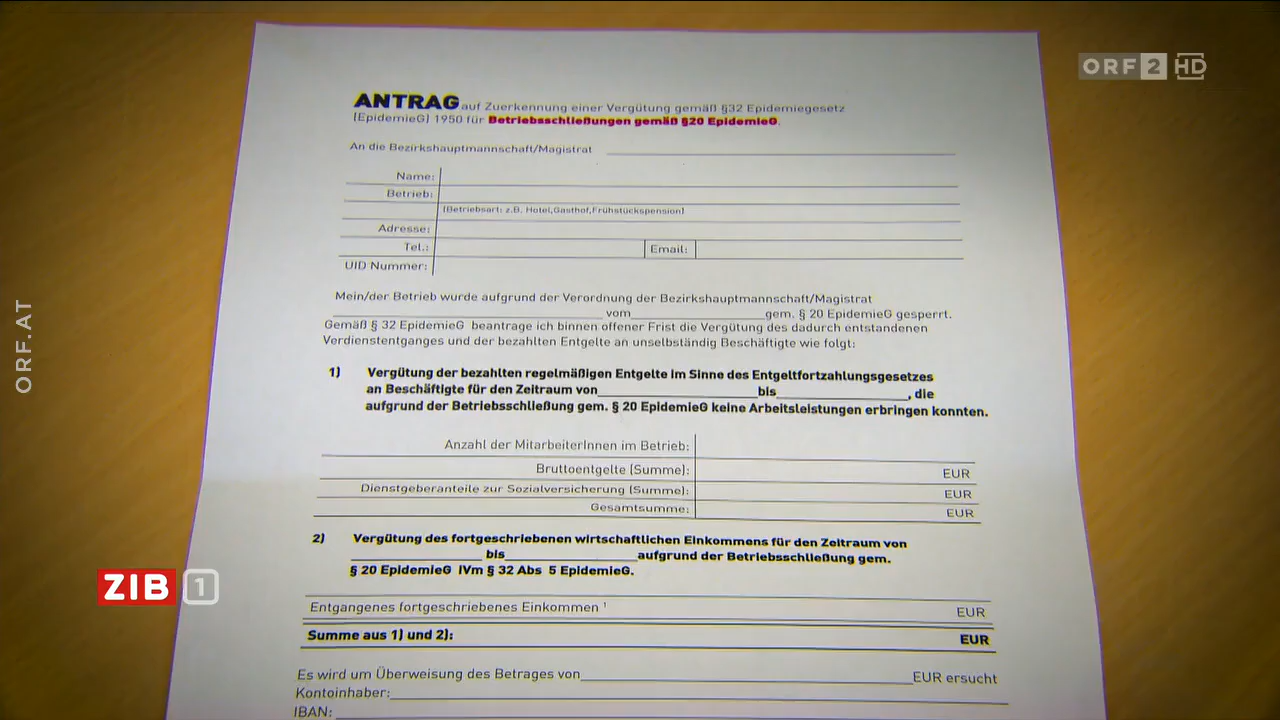 ORF 2 HD
ANTRAG auf Zuerkennung einer Vergütung gemäß §32 Epidemiegesetz
(EpidemieG) 1950 für Betriebsschließungen gemäß §20 EpidemieG.
An die Bezirkshauptmannschaft/Magistrat
Name:
Betrieb:
(Betriebsart: z.B. Hotel,Gasthof,Frühstückspension)
Adresse:
Tel.: Email:
UID Nummer:
Mein/der Betrieb wurde aufgrund der Verordnung der Bezirkshauptmannschaft/Magistrat
vom gem. § 20 EpidemieG gesperrt.
Gemäß § 32 EpidemieG beantrage ich binnen offener Frist die Vergütung des dadurch entstandenen
Verdienstentganges und der bezahlten Entgelte an unselbständig Beschäftigte wie folgt:
1) Vergütung der bezahlten regelmäßigen Entgelte im Sinne des Entgeltfortzahlungsgesetzes
an Beschäftigte für den Zeitraum von bis , die
aufgrund der Betriebsschließung gem. § 20 EpidemieG keine Arbeitsleistungen erbringen konnten.
Anzahl der MitarbeiterInnen im Betrieb:
Bruttoentgelte (Summe): EUR
Dienstgeberanteile zur Sozialversicherung (Summe): EUR
Gesamtsumme: EUR
2) Vergütung des fortgeschriebenen wirtschaftlichen Einkommens für den Zeitraum von
bis aufgrund der Betriebsschließung gem.
§ 20 EpidemieG iVm § 32 Abs 5 EpidemieG.
Entgangenes fortgeschriebenes Einkommen ¹ EUR
Summe aus 1) und 2): EUR
Es wird um Überweisung des Betrages von EUR ersucht
Kontoinhaber:
IBAN:
ORF.AT
ZIB 1